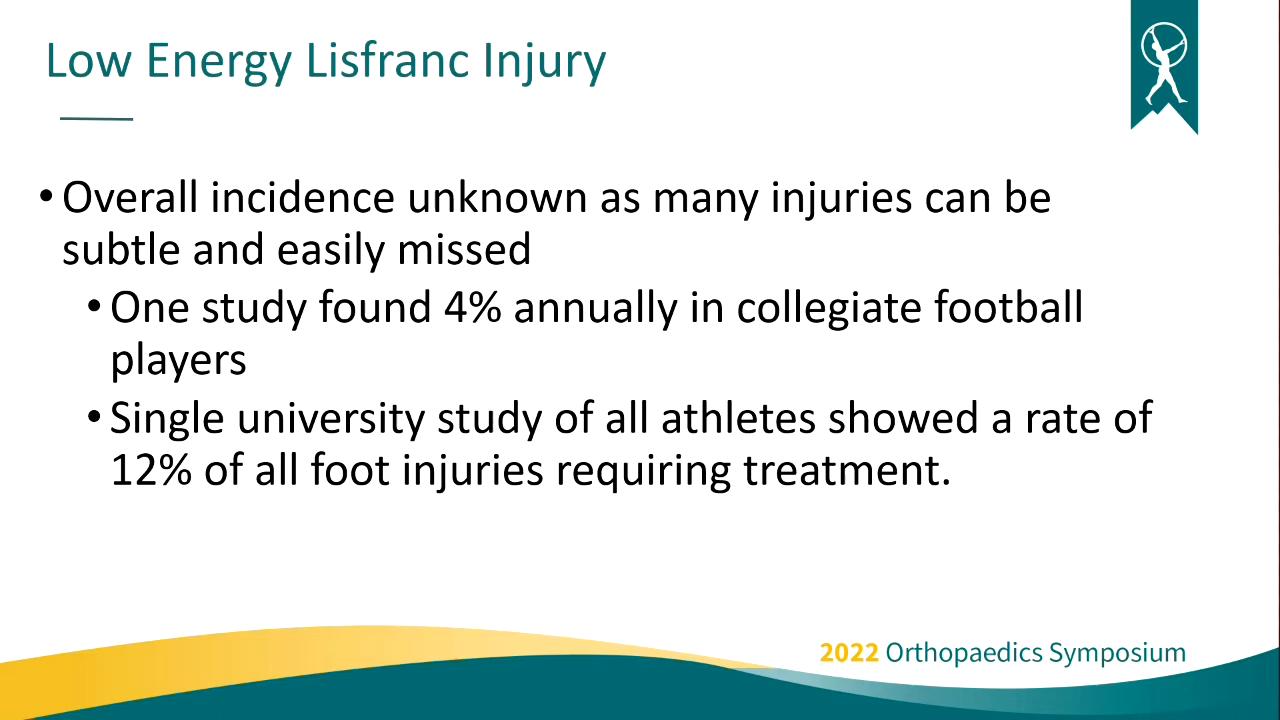 Low Energy Lisfranc Injury
• Overall incidence unknown as many injuries can be
subtle and easily missed
• One study found 4% annually in collegiate football
players
• Single university study of all athletes showed a rate of
12% of all foot injuries requiring treatment.
2022 Orthopaedics Symposium